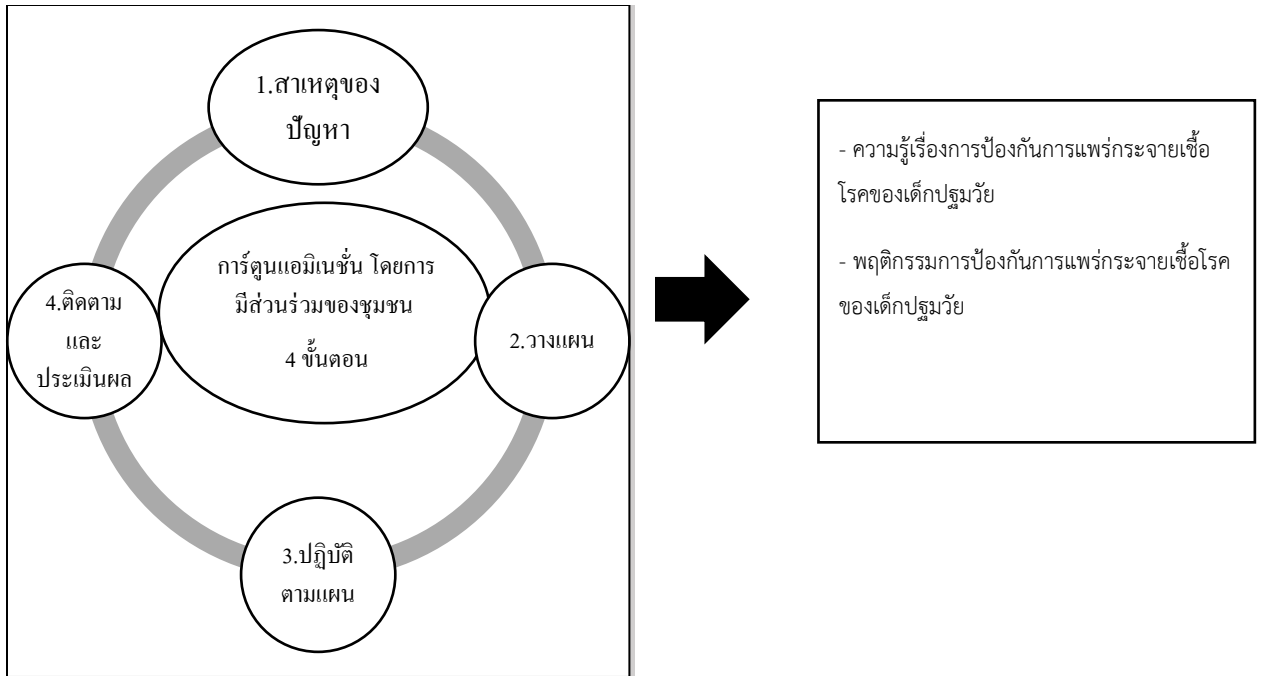 1.สาเหตุของ
ปัญหา
การ์ตูนแอมิเนชั่น โดยการ
มีส่วนร่วมของชุมชน
4 ขั้นตอน
2.วางแผน
3.ปฏิบัติ
ตามแผน
4.ติดตาม
และ
ประเมินผล
- ความรู้เรื่องการป้องกันการแพร่กระจายเชื้อ
โรคของเด็กปฐมวัย
- พฤติกรรมการป้องกันการแพร่กระจายเชื้อโรค
ของเด็กปฐมวัย